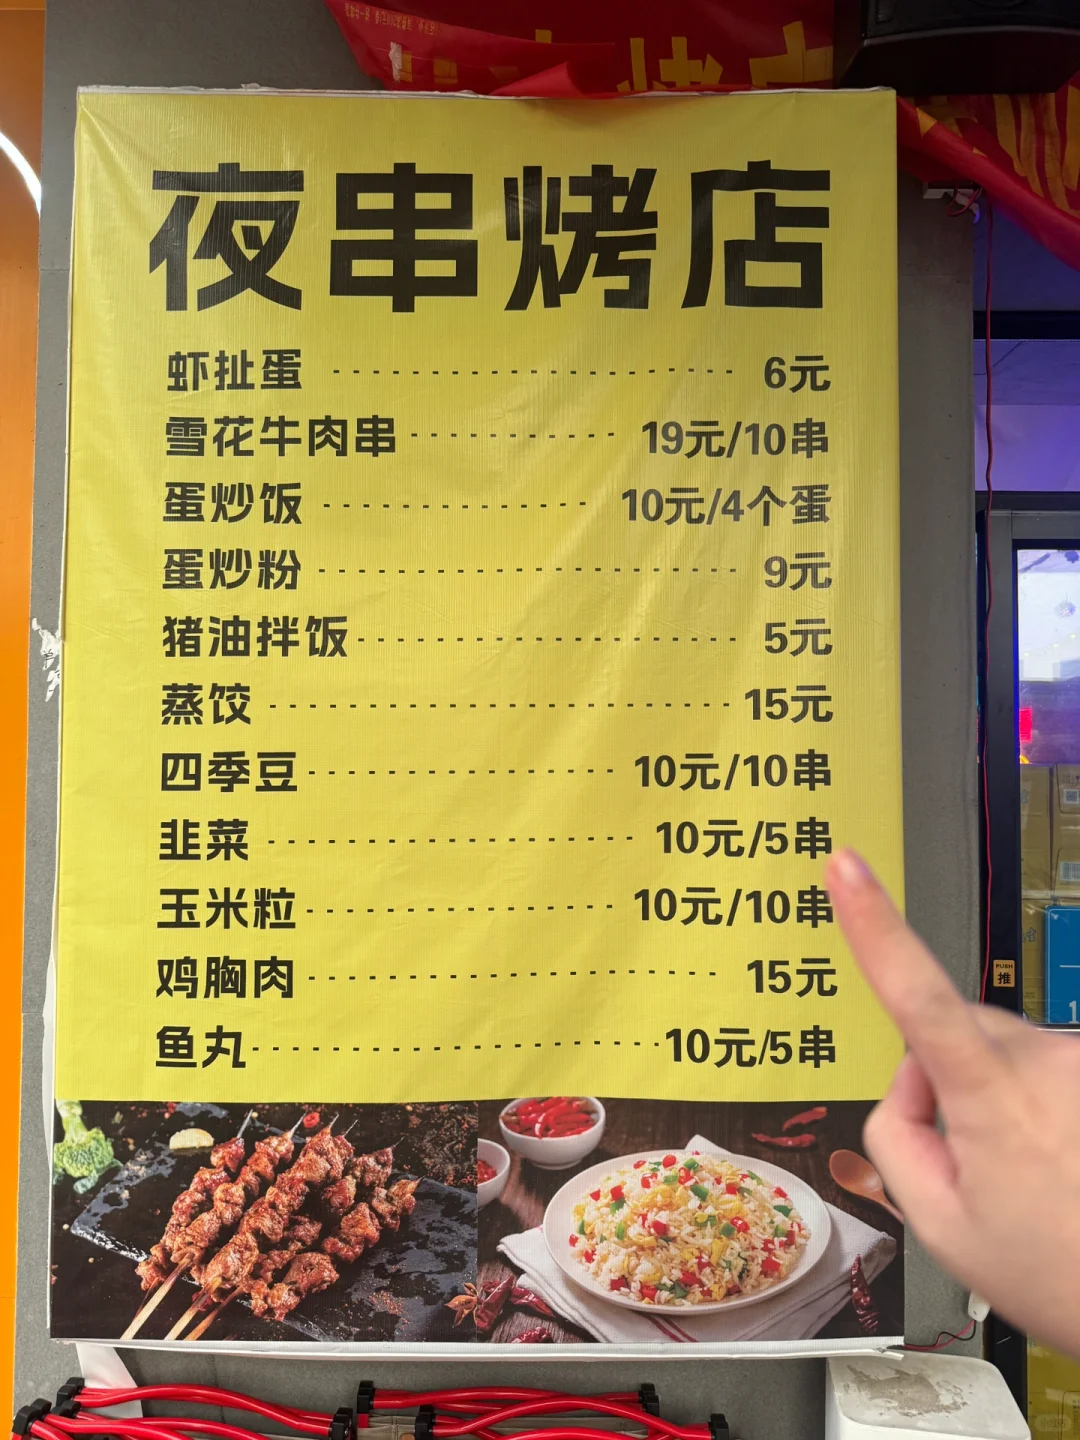 夜串烤店
虾扯蛋 6元
雪花牛肉串 19元/10串
蛋炒饭 10元/4个蛋
蛋炒粉 9元
猪油拌饭 5元
蒸饺 15元
四季豆 10元/10串
韭菜 10元/5串
玉米粒 10元/10串
鸡胸肉 15元
鱼丸 10元/5串
PUSH
推